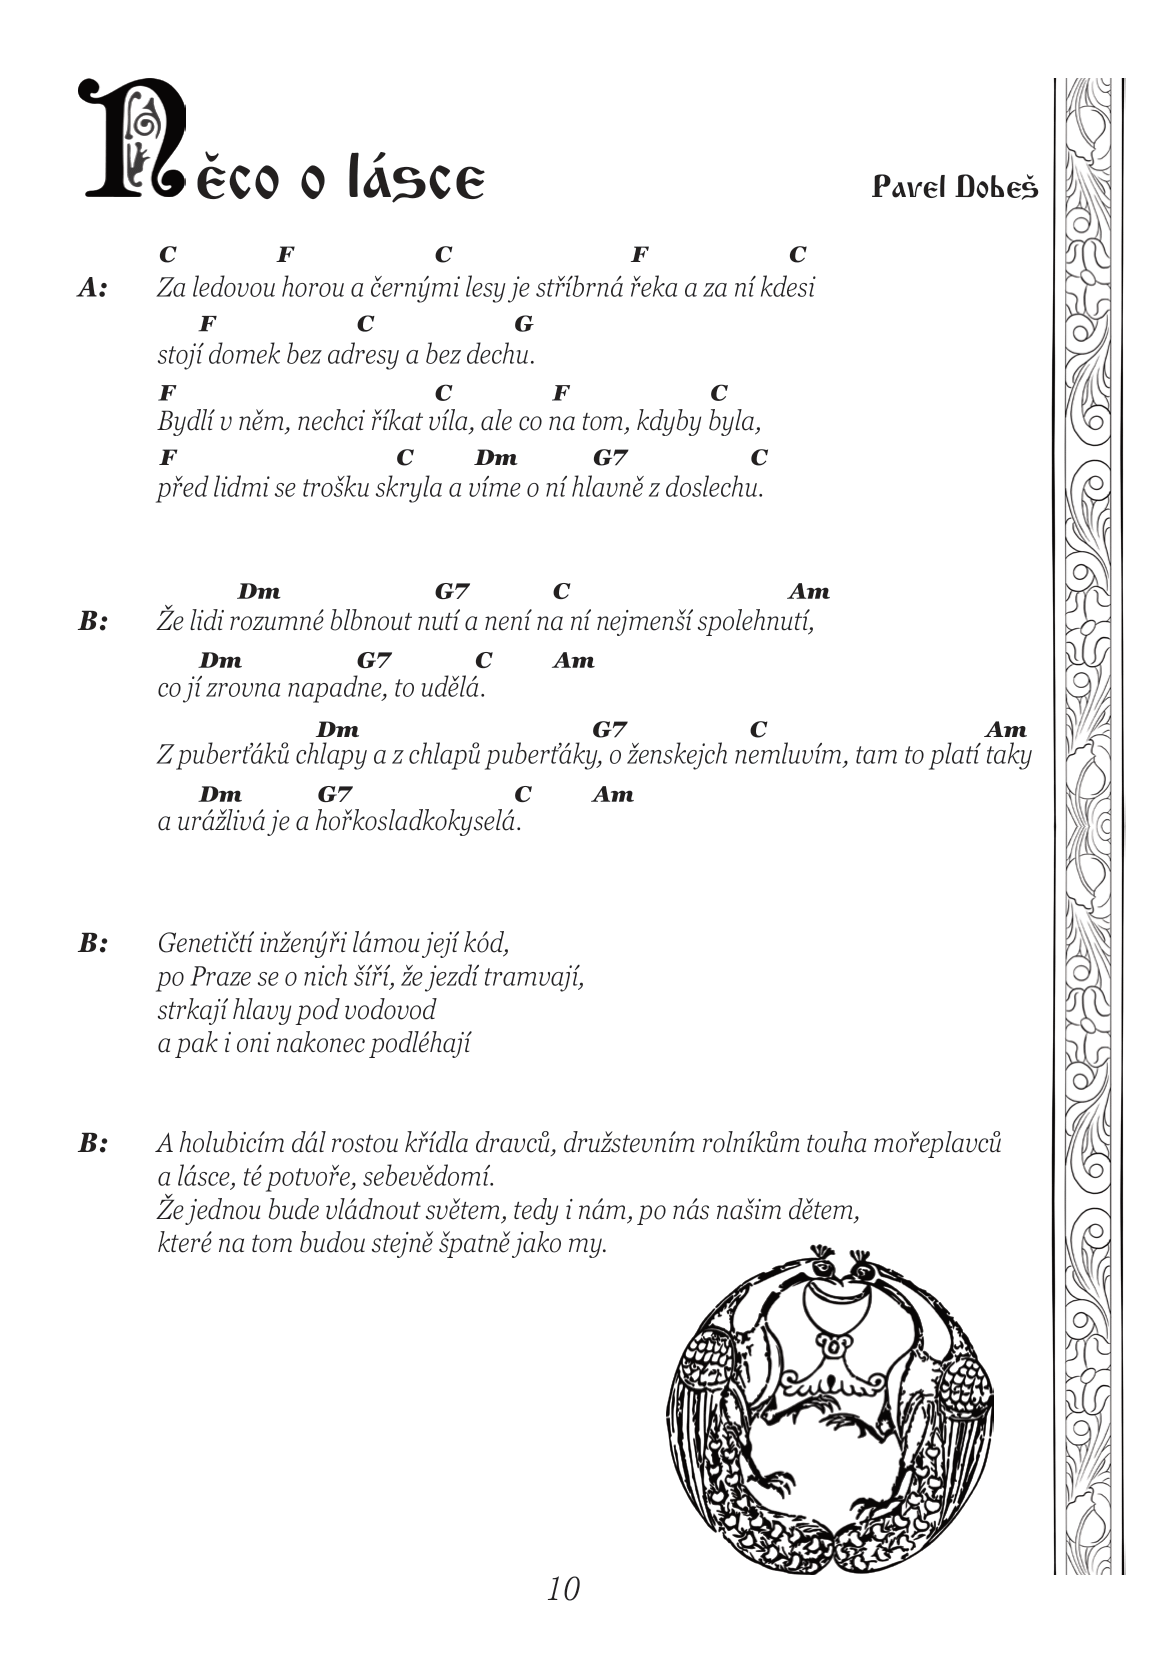 Něco o lásce
Pavel Dobeš
C F C F C
A: Za ledovou horou a černými lesy je stříbrná řeka a za ní kdesi
F C G
stojí domek bez adresy a bez dechu.
F C F C
Bydlí v něm, nechci říkat víla, ale co na tom, kdyby byla,
F C Dm G7 C
před lidmi se trošku skryla a víme o ní hlavně z doslechu.
Dm G7 C Am
B: Že lidi rozumné blbnout nutí a není na ní nejmenší spolehnutí,
Dm G7 C Am
co jí zrovna napadne, to udělá.
Dm G7 C Am
Z puberťáků chlapy a z chlapů puberťáky, o ženskejch nemluvím, tam to platí taky
Dm G7 C Am
a urážlivá je a hořkosladkokyselá.
B: Genetičtí inženýři lámou její kód,
po Praze se o nich šíří, že jezdí tramvají,
strkají hlavy pod vodovod
a pak i oni nakonec podléhají
B: A holubicím dál rostou křídla dravců, družstevním rolníkům touha mořeplavců
a lásce, té potvoře, sebevědomí.
Že jednou bude vládnout světem, tedy i nám, po nás našim dětem,
které na tom budou stejně špatně jako my.
10